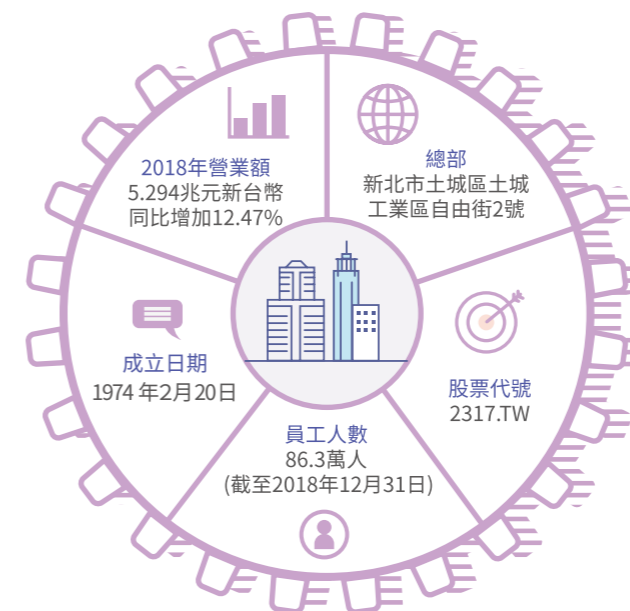 2018年營業額
5.294兆元新台幣
同比增加12.47%
總部
新北市土城區土城
工業區自由街2號
成立日期
1974 年2月20日
股票代號
2317.TW
員工人數
86.3萬人
(截至2018年12月31日)